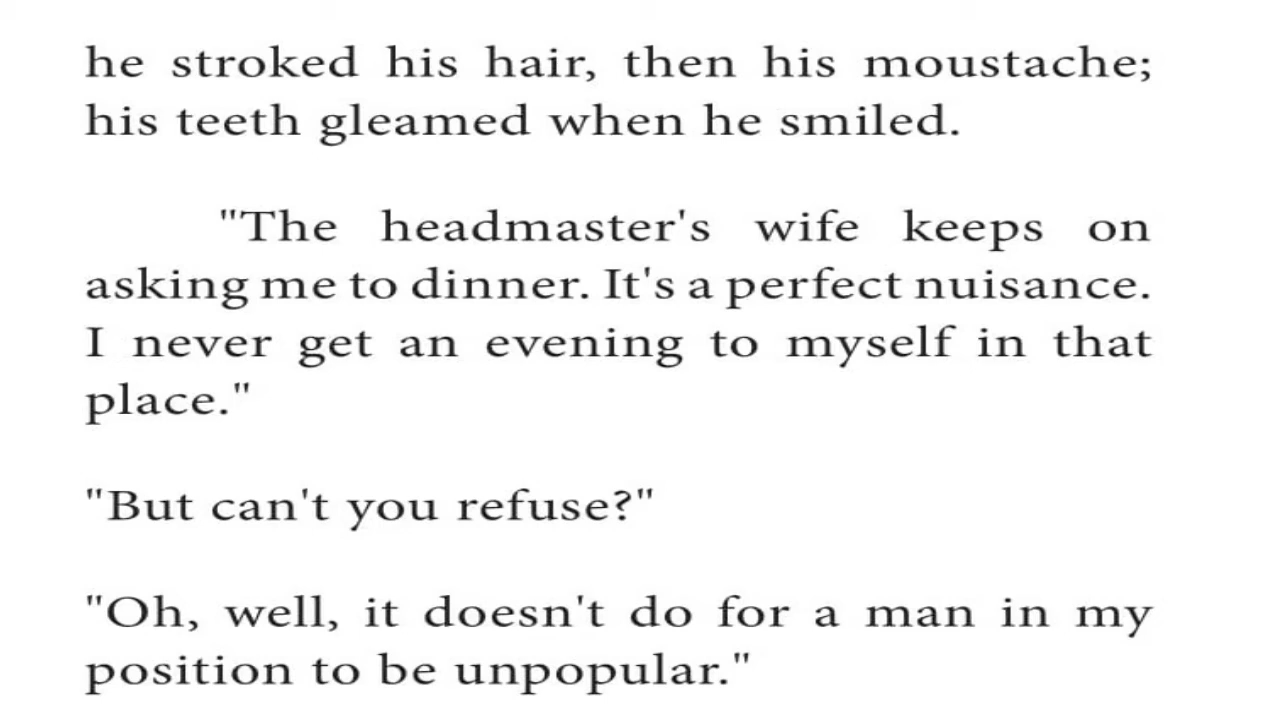 he stroked his hair, then his moustache;
his teeth gleamed when he smiled.
"The headmaster's wife keeps on
asking me to dinner. It's a perfect nuisance.
I never get an evening to myself in that
place."
"But can't you refuse?"
"Oh, well, it doesn't do for a man in my
position to be unpopular."